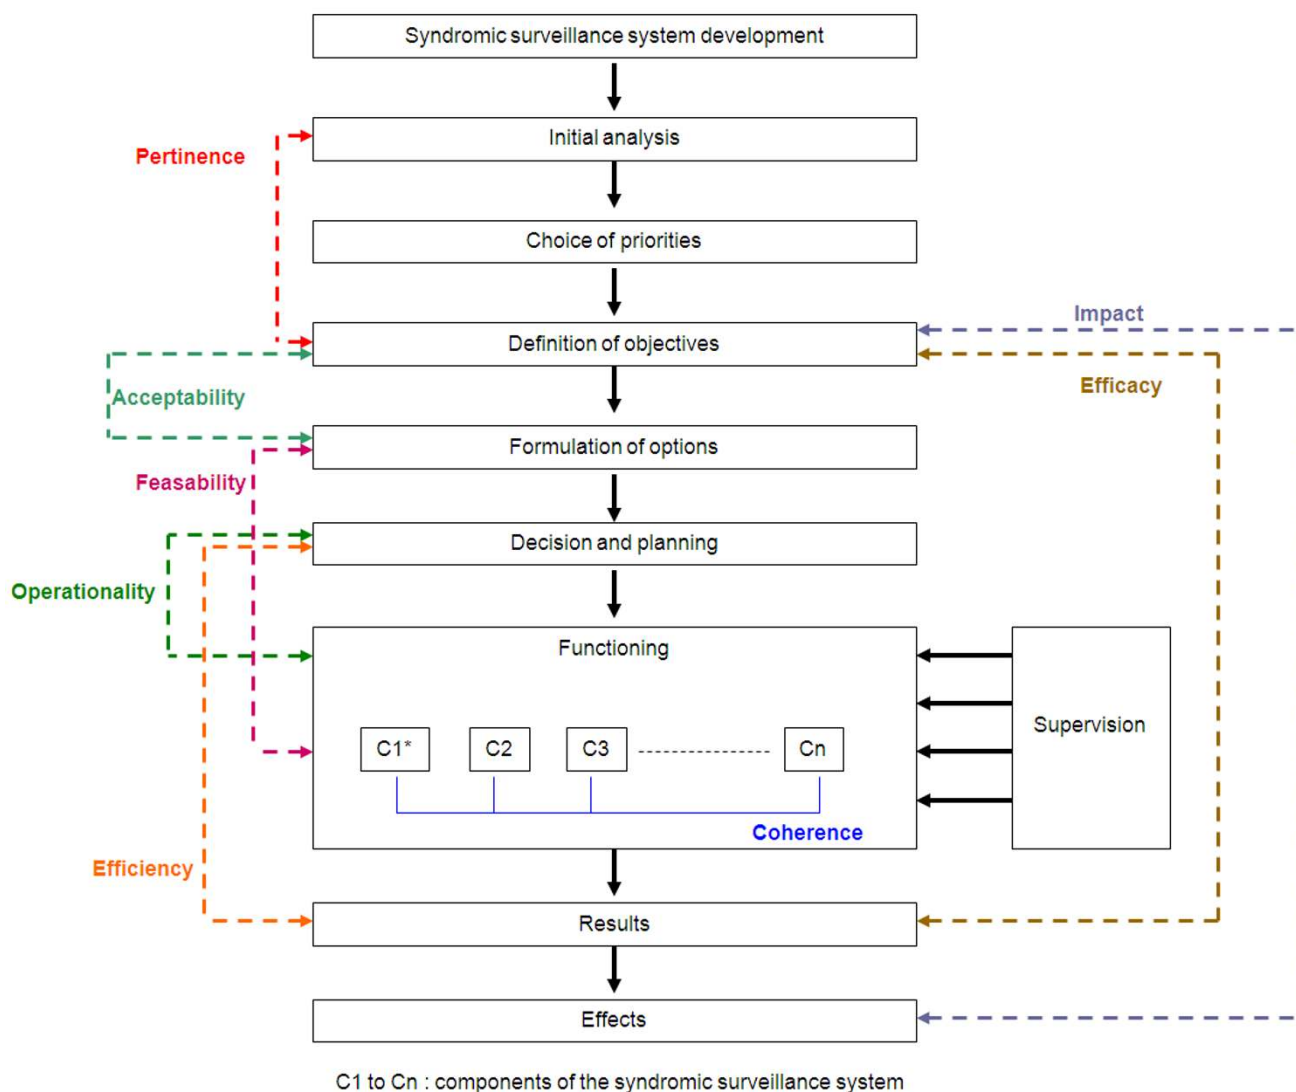 Syndromic surveillance system development
Initial analysis
Pertinence
Choice of priorities
Impact
Definition of objectives
Efficacy
Acceptability
Formulation of options
Feasability
Decision and planning
Operationality
Functioning
Supervision
C1* C2 C3 Cn
Coherence
Efficiency
Results
Effects
C1 to Cn : components of the syndromic surveillance system